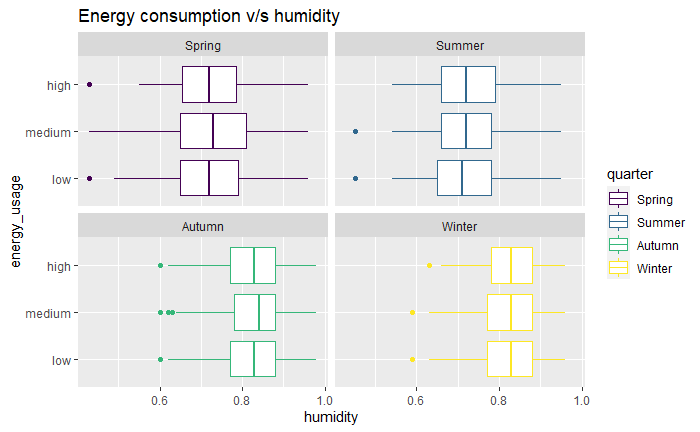 Energy consumption v/s humidity
Spring
Summer
high
medium
low
energy_usage
Autumn
Winter
high
medium
low
0.6 0.8 1.0 0.6 0.8 1.0
humidity
quarter
Spring
Summer
Autumn
Winter